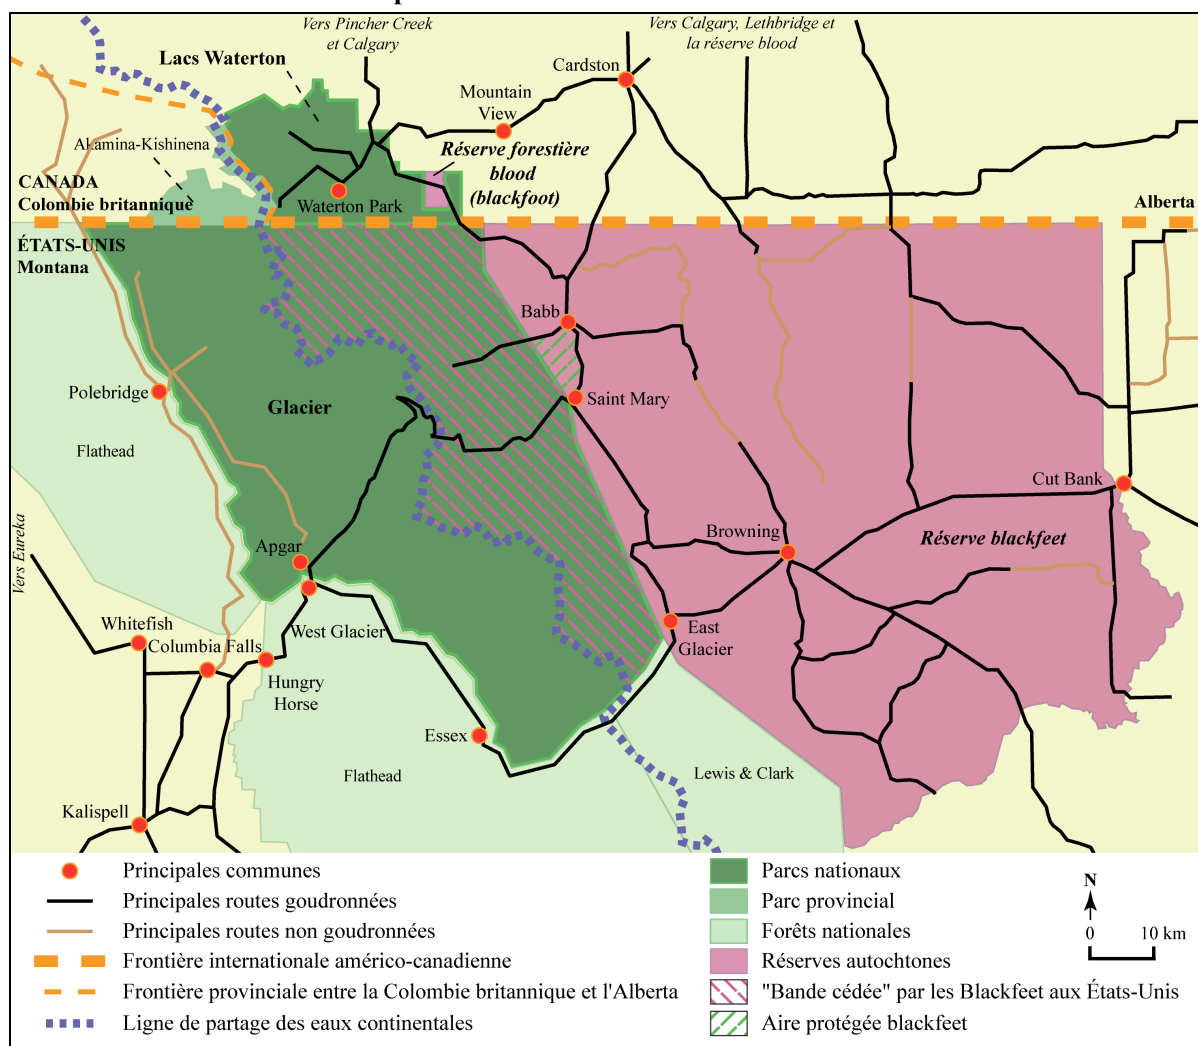 Vers Pincher Creek
et Calgary
Vers Calgary, Lethbridge et
la réserve blood
Lacs Waterton
Cardston
Mountain
View
Akamina-Kishinena
Réserve forestière
blood
(blackfoot)
CANADA
Colombie britannique
Waterton Park
Alberta
ÉTATS-UNIS
Montana
Babb
Polebridge
Glacier
Saint Mary
Flathead
Cut Bank
Vers Eureka
Apgar
Browning
Réserve blackfeet
Whitefish
Columbia Falls
West Glacier
East
Glacier
Hungry
Horse
Essex
Flathead
Lewis & Clark
Kalispell
Principales communes
Principales routes goudronnées
Principales routes non goudronnées
Frontière internationale américo-canadienne
Frontière provinciale entre la Colombie britannique et l'Alberta
Ligne de partage des eaux continentales
Parcs nationaux
Parc provincial
Forêts nationales
Réserves autochtones
"Bande cédée" par les Blackfeet aux États-Unis
Aire protégée blackfeet
N
0 10 km